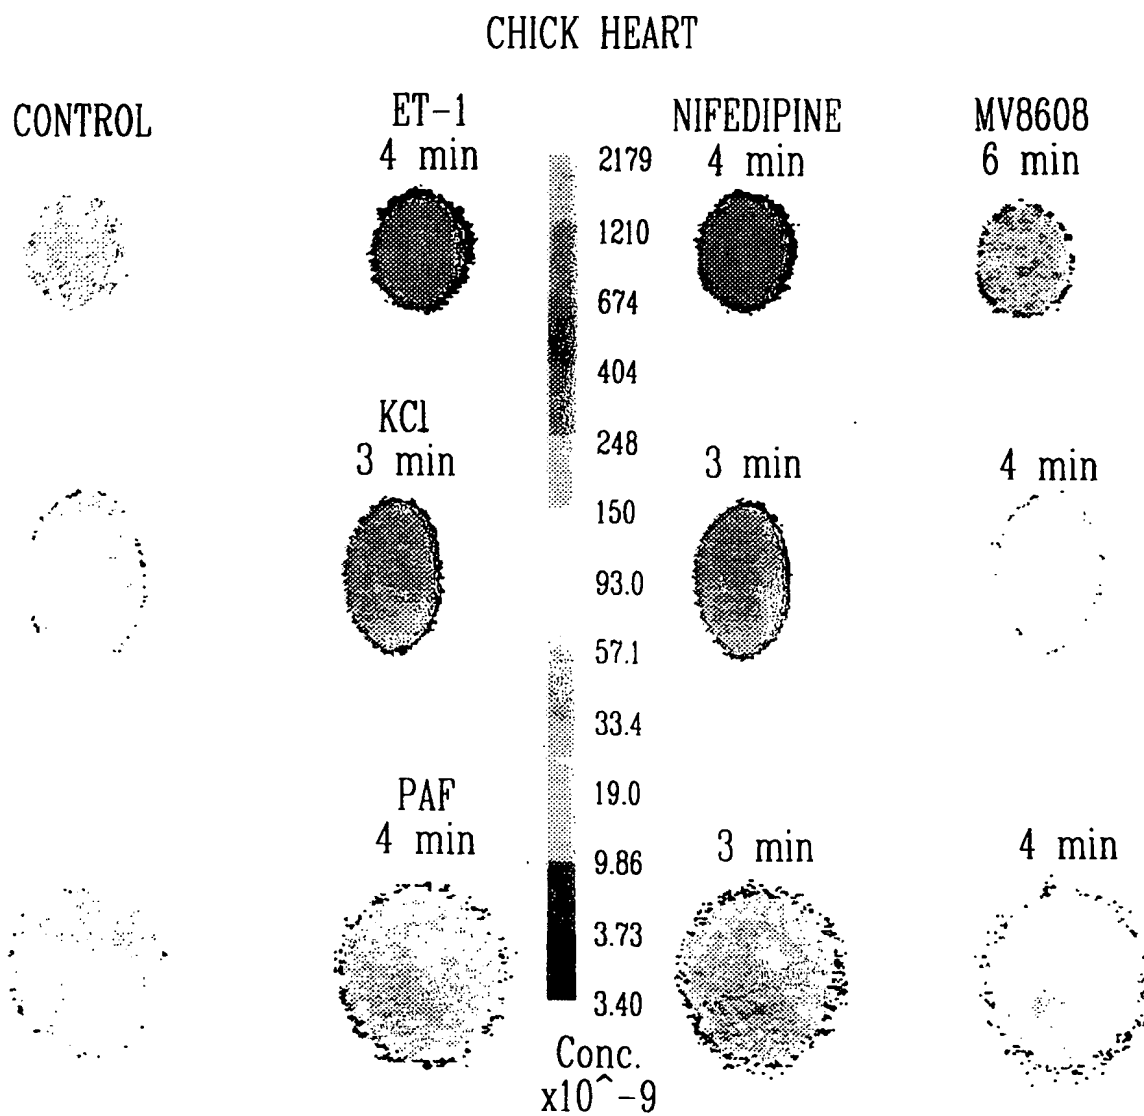 CHICK HEART
CONTROL
ET-1
4 min
NIFEDIPINE
4 min
MV8608
6 min
2179
1210
674
404
248
150
93.0
57.1
33.4
19.0
9.86
3.73
3.40
Conc.
x10^-9
KCl
3 min
3 min
4 min
PAF
4 min
3 min
4 min